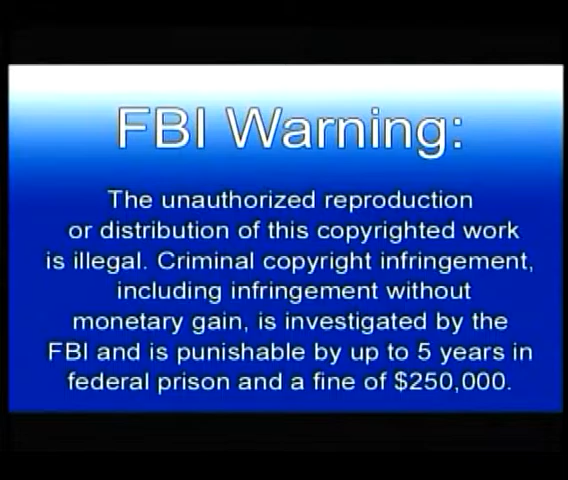 FBI Warning:
The unauthorized reproduction
or distribution of this copyrighted work
is illegal. Criminal copyright infringement,
including infringement without
monetary gain, is investigated by the
FBI and is punishable by up to 5 years in
federal prison and a fine of $250,000.